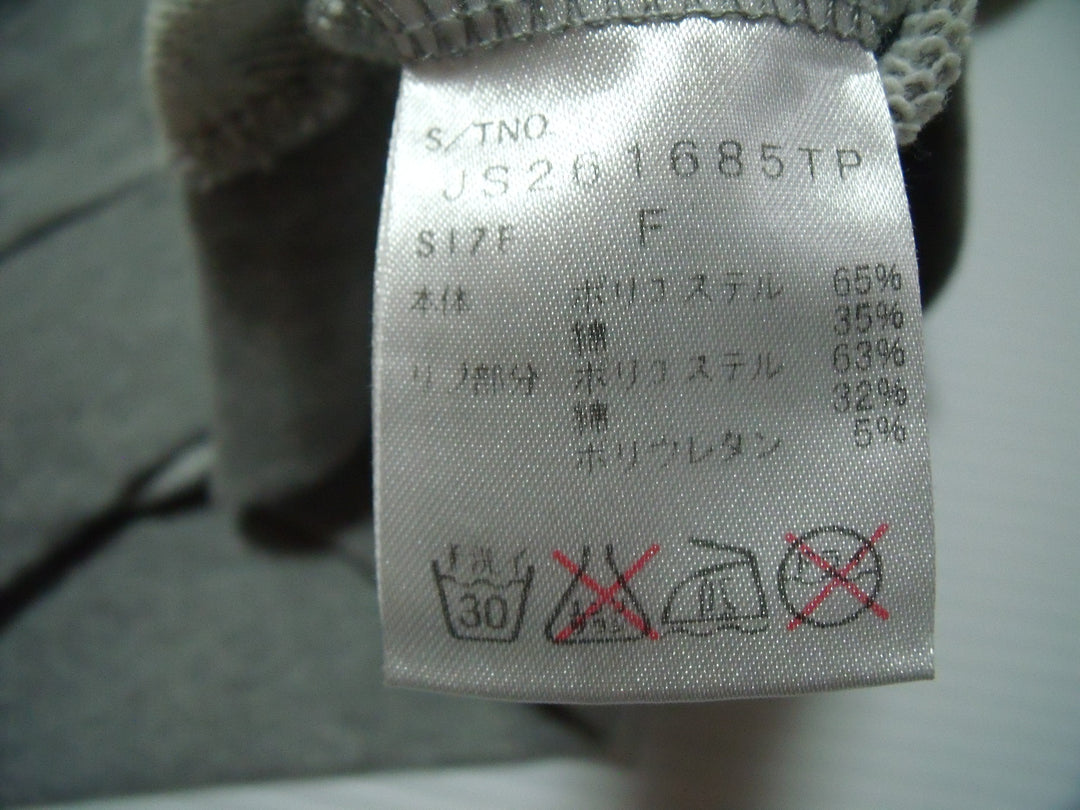 S/TNO
JS261685TP
SIZE F
本体 ポリエステル 65%
綿 35%
リブ部分 ポリエステル 63%
綿 32%
ポリウレタン 5%
手洗イ
30